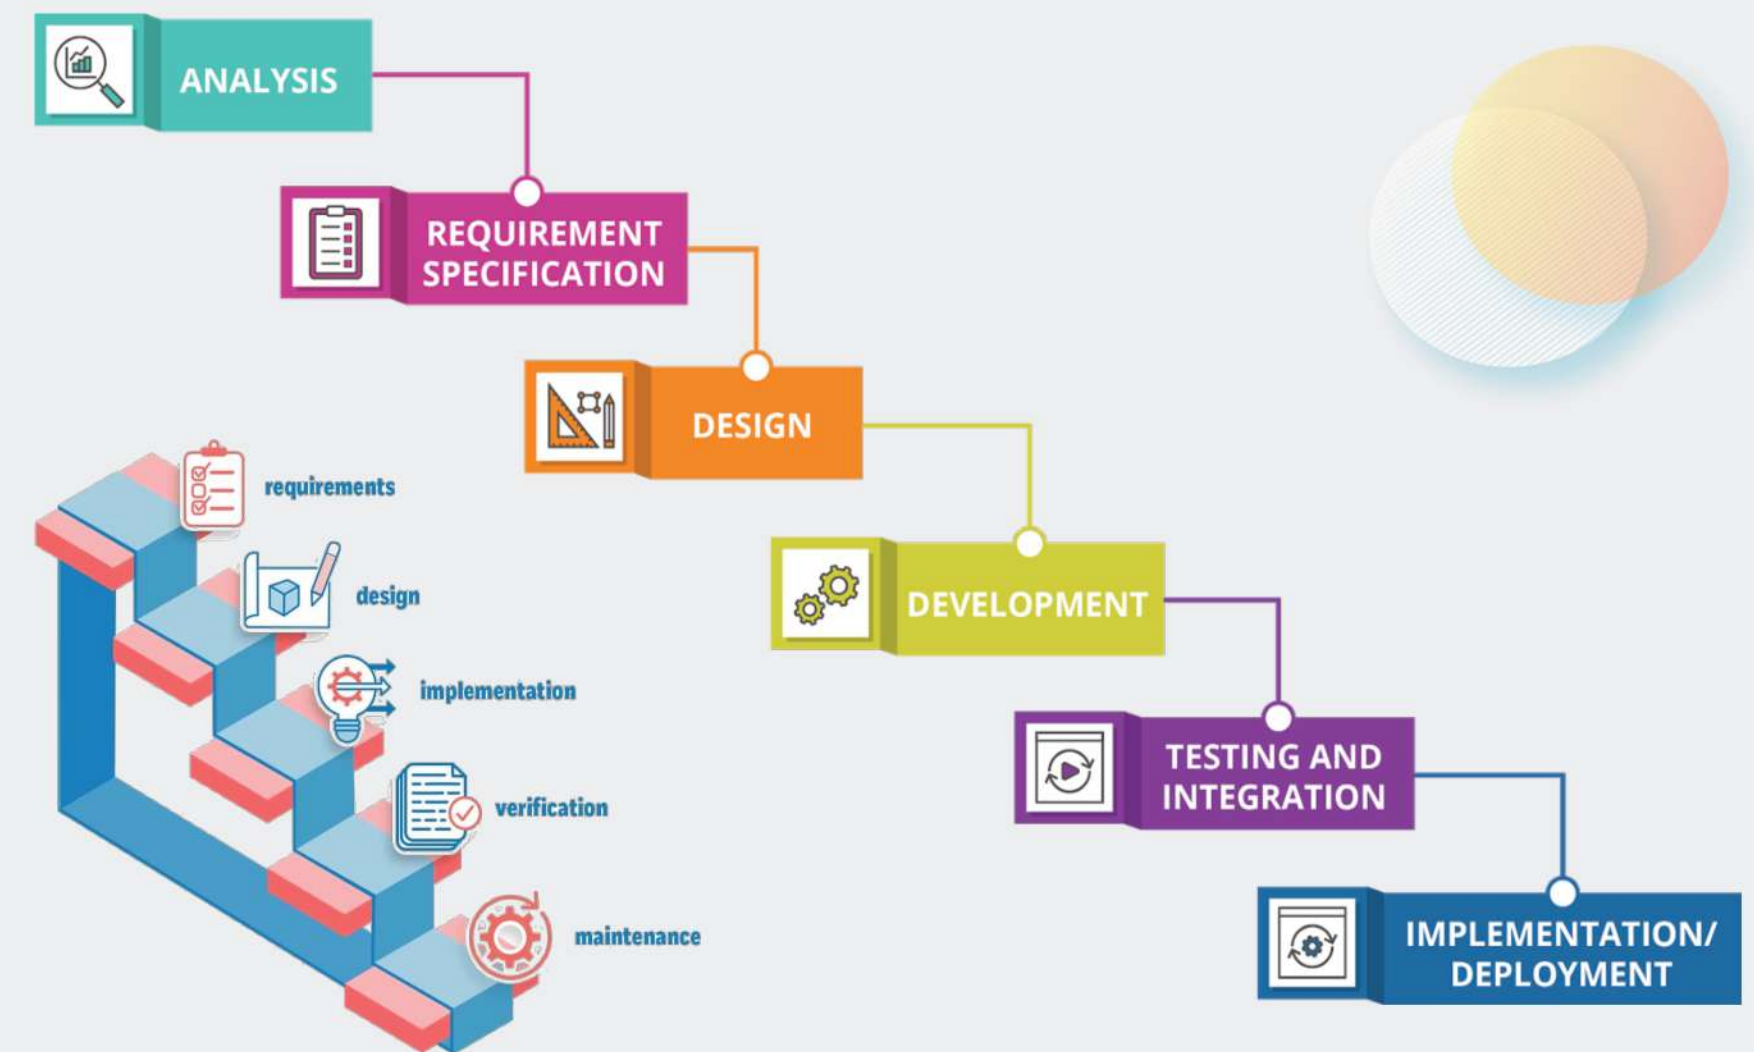 ANALYSIS
REQUIREMENT
SPECIFICATION
DESIGN
DEVELOPMENT
TESTING AND
INTEGRATION
IMPLEMENTATION/
DEPLOYMENT
requirements
design
implementation
verification
maintenance